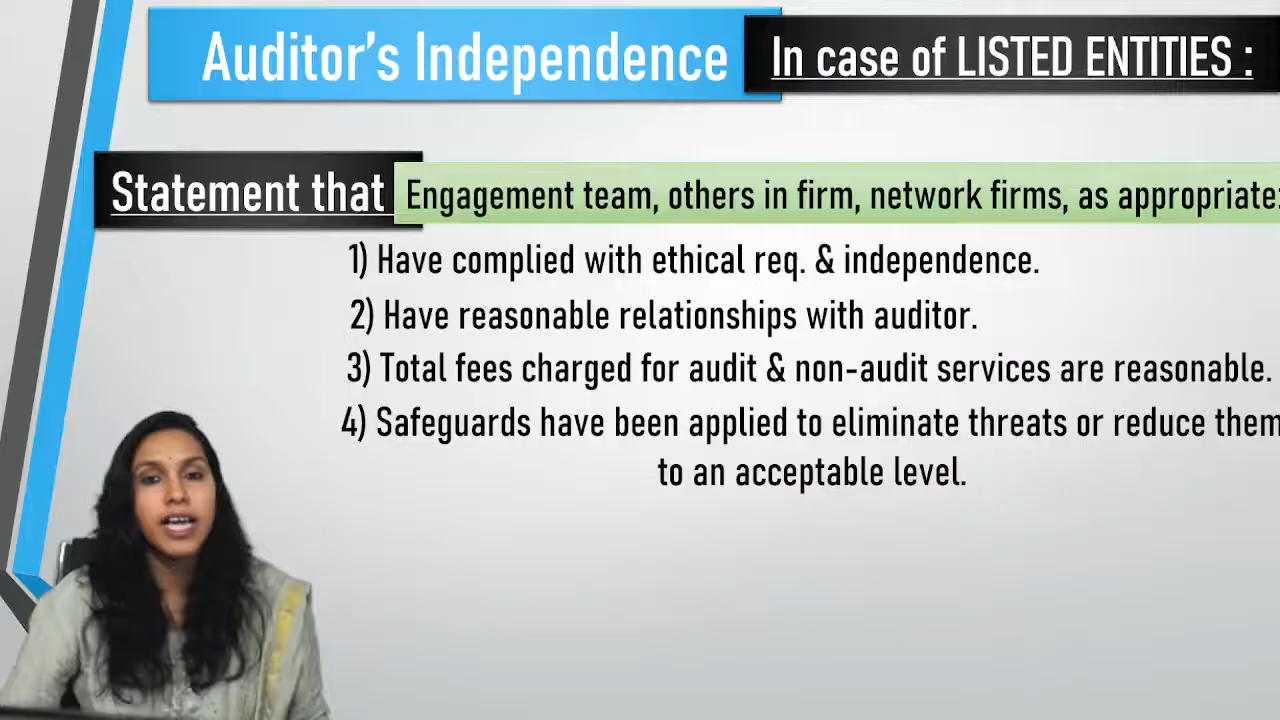 Auditor's Independence
In case of LISTED ENTITIES :
Statement that
Engagement team, others in firm, network firms, as appropriate:
1) Have complied with ethical req. & independence.
2) Have reasonable relationships with auditor.
3) Total fees charged for audit & non-audit services are reasonable.
4) Safeguards have been applied to eliminate threats or reduce them
to an acceptable level.